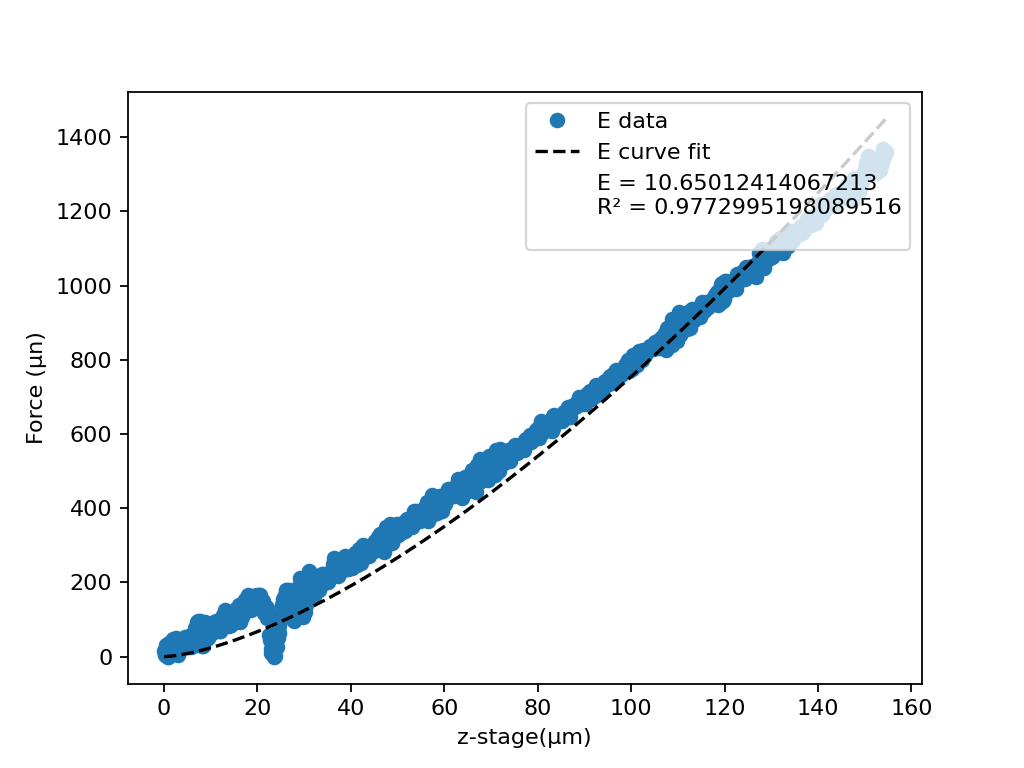 E data
E curve fit
E = 10.65012414067213
R² = 0.9772995198089516
1400
1200
1000
800
600
400
200
0
Force (μn)
0 20 40 60 80 100 120 140 160
z-stage(μm)